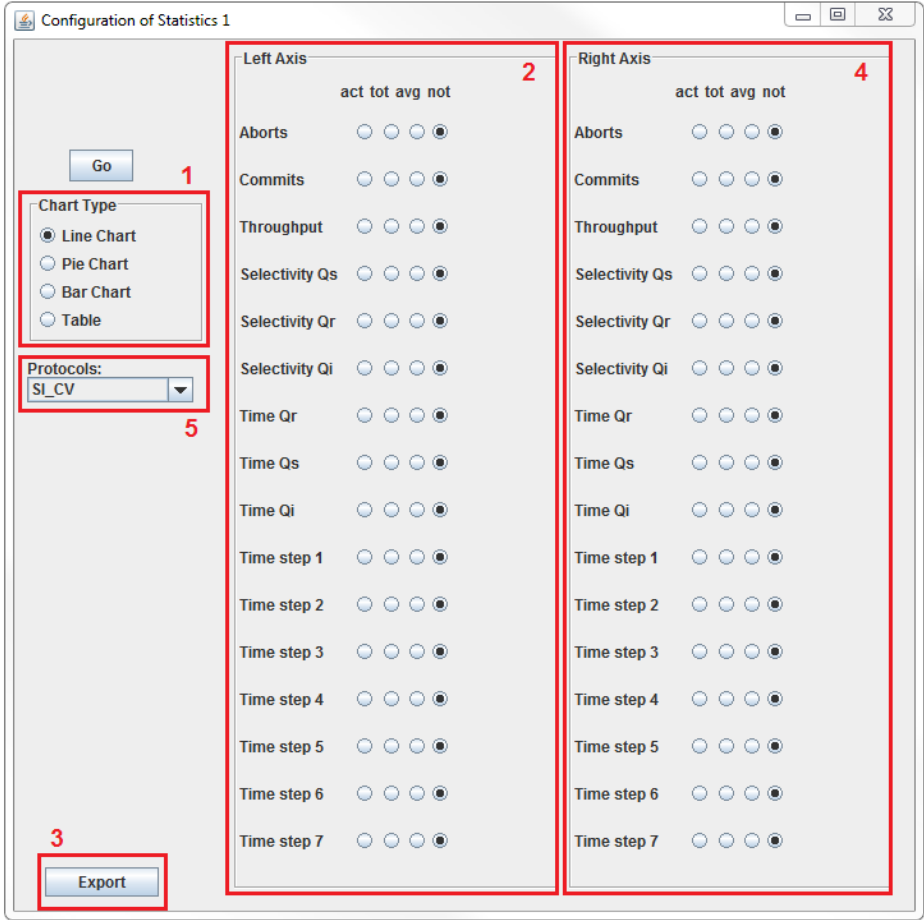 Configuration of Statistics 1
Go
1
Chart Type
Line Chart
Pie Chart
Bar Chart
Table
Protocols:
SI_CV
5
3
Export
Left Axis
2
act tot avg not
Aborts
Commits
Throughput
Selectivity Qs
Selectivity Qr
Selectivity Qi
Time Qr
Time Qs
Time Qi
Time step 1
Time step 2
Time step 3
Time step 4
Time step 5
Time step 6
Time step 7
Right Axis
4
act tot avg not
Aborts
Commits
Throughput
Selectivity Qs
Selectivity Qr
Selectivity Qi
Time Qr
Time Qs
Time Qi
Time step 1
Time step 2
Time step 3
Time step 4
Time step 5
Time step 6
Time step 7